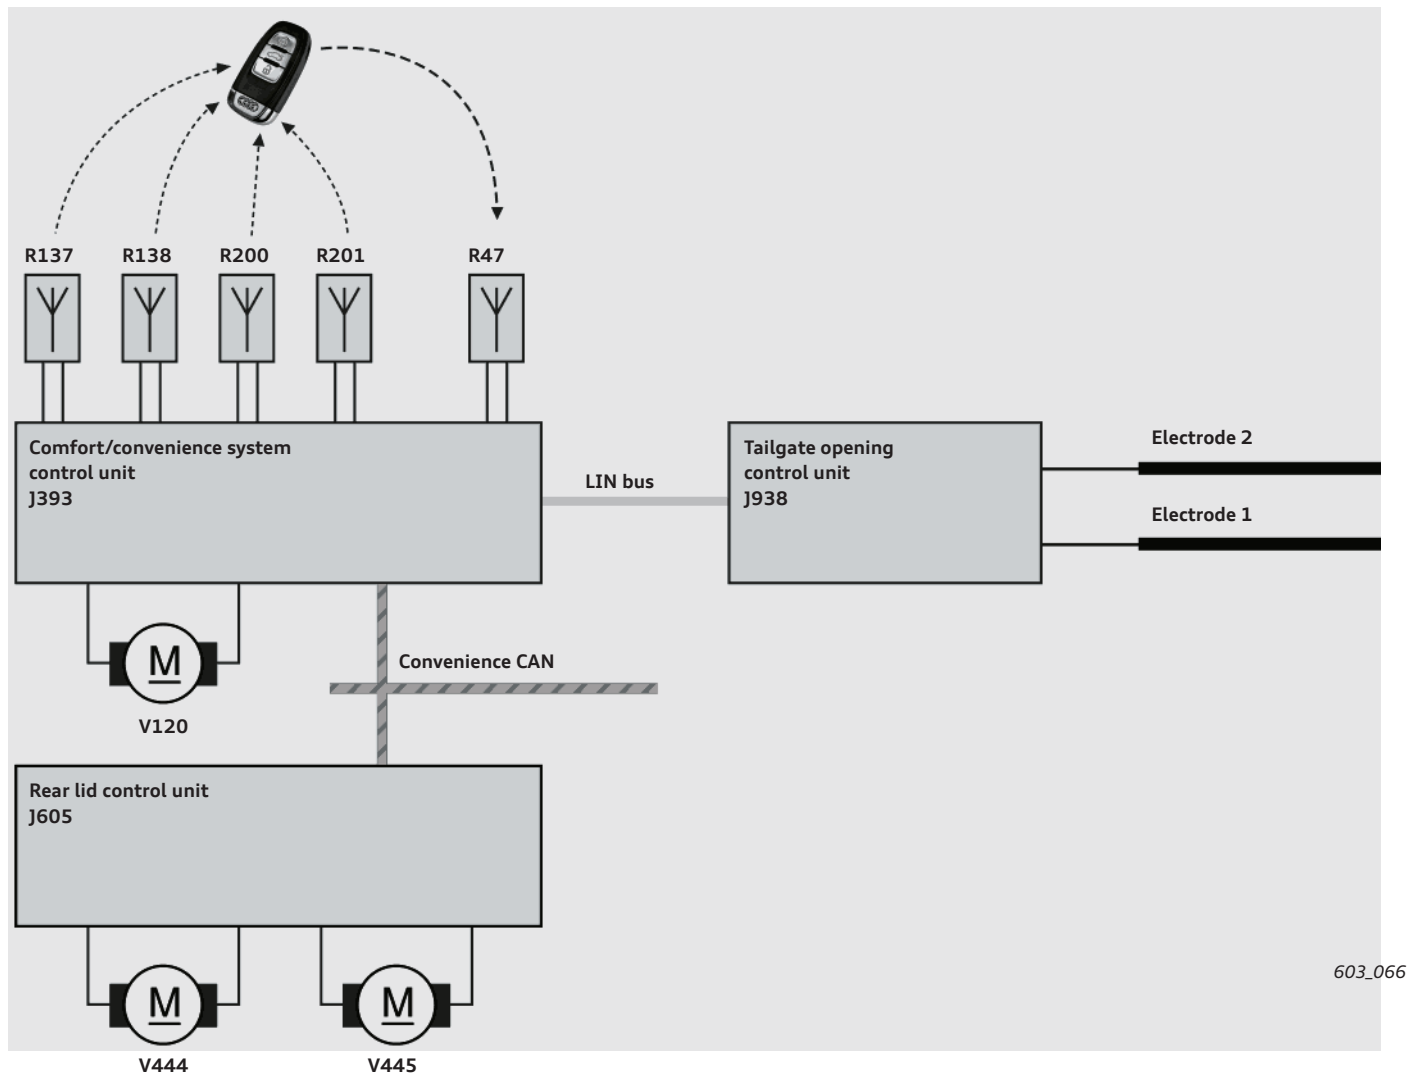 R137
R138
R200
R201
R47
Comfort/convenience system
control unit
J393
LIN bus
Tailgate opening
control unit
J938
Electrode 2
Electrode 1
M
V120
Convenience CAN
Rear lid control unit
J605
M
M
V444
V445
603_066